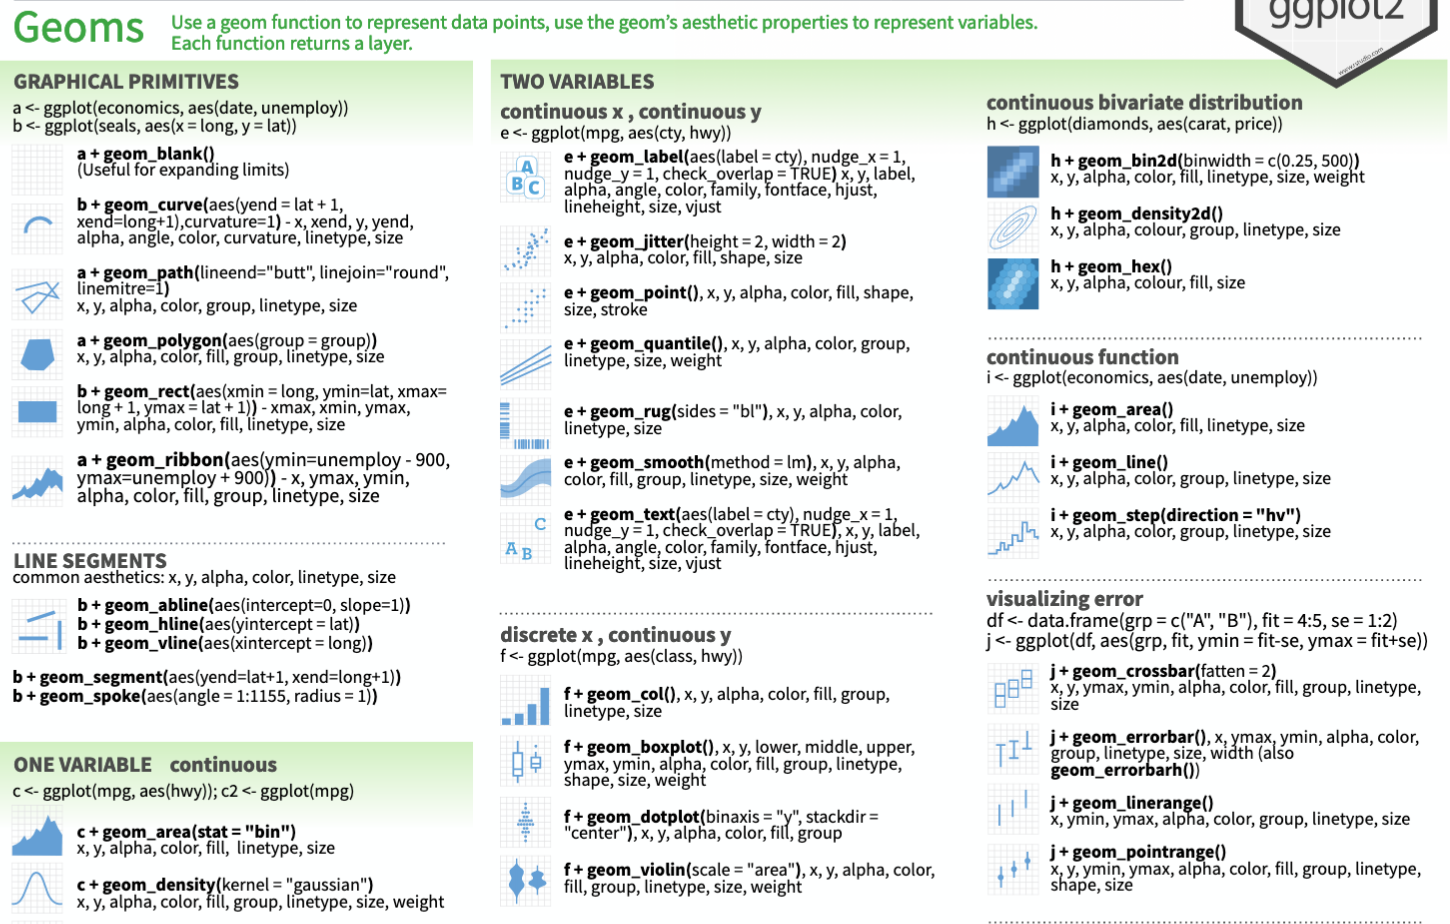 Geoms
Use a geom function to represent data points, use the geom's aesthetic properties to represent variables.
Each function returns a layer.
ggplot2
www.rstudio.com
GRAPHICAL PRIMITIVES
a <- ggplot(economics, aes(date, unemploy))
b <- ggplot(seals, aes(x = long, y = lat))
a + geom_blank()
(Useful for expanding limits)
b + geom_curve(aes(yend = lat + 1,
xend=long+1),curvature=1) - x, xend, y, yend,
alpha, angle, color, curvature, linetype, size
a + geom_path(lineend="butt", linejoin="round",
linemitre=1)
x, y, alpha, color, group, linetype, size
a + geom_polygon(aes(group = group))
x, y, alpha, color, fill, group, linetype, size
b + geom_rect(aes(xmin = long, ymin=lat, xmax=
long + 1, ymax = lat + 1)) - xmax, xmin, ymax,
ymin, alpha, color, fill, linetype, size
a + geom_ribbon(aes(ymin=unemploy - 900,
ymax=unemploy + 900)) - x, ymax, ymin,
alpha, color, fill, group, linetype, size
LINE SEGMENTS
common aesthetics: x, y, alpha, color, linetype, size
b + geom_abline(aes(intercept=0, slope=1))
b + geom_hline(aes(yintercept = lat))
b + geom_vline(aes(xintercept = long))
b + geom_segment(aes(yend=lat+1, xend=long+1))
b + geom_spoke(aes(angle = 1:1155, radius = 1))
ONE VARIABLE continuous
c <- ggplot(mpg, aes(hwy)); c2 <- ggplot(mpg)
c + geom_area(stat = "bin")
x, y, alpha, color, fill, linetype, size
c + geom_density(kernel = "gaussian")
x, y, alpha, color, fill, group, linetype, size, weight
TWO VARIABLES
continuous x , continuous y
e <- ggplot(mpg, aes(cty, hwy))
A
B C
e + geom_label(aes(label = cty), nudge_x = 1,
nudge_y = 1, check_overlap = TRUE) x, y, label,
alpha, angle, color, family, fontface, hjust,
lineheight, size, vjust
e + geom_jitter(height = 2, width = 2)
x, y, alpha, color, fill, shape, size
e + geom_point(), x, y, alpha, color, fill, shape,
size, stroke
e + geom_quantile(), x, y, alpha, color, group,
linetype, size, weight
e + geom_rug(sides = "bl"), x, y, alpha, color,
linetype, size
e + geom_smooth(method = lm), x, y, alpha,
color, fill, group, linetype, size, weight
C
A B
e + geom_text(aes(label = cty), nudge_x = 1,
nudge_y = 1, check_overlap = TRUE), x, y, label,
alpha, angle, color, family, fontface, hjust,
lineheight, size, vjust
discrete x , continuous y
f <- ggplot(mpg, aes(class, hwy))
f + geom_col(), x, y, alpha, color, fill, group,
linetype, size
f + geom_boxplot(), x, y, lower, middle, upper,
ymax, ymin, alpha, color, fill, group, linetype,
shape, size, weight
f + geom_dotplot(binaxis = "y", stackdir =
"center"), x, y, alpha, color, fill, group
f + geom_violin(scale = "area"), x, y, alpha, color,
fill, group, linetype, size, weight
continuous bivariate distribution
h <- ggplot(diamonds, aes(carat, price))
h + geom_bin2d(binwidth = c(0.25, 500))
x, y, alpha, color, fill, linetype, size, weight
h + geom_density2d()
x, y, alpha, colour, group, linetype, size
h + geom_hex()
x, y, alpha, colour, fill, size
continuous function
i <- ggplot(economics, aes(date, unemploy))
i + geom_area()
x, y, alpha, color, fill, linetype, size
i + geom_line()
x, y, alpha, color, group, linetype, size
i + geom_step(direction = "hv")
x, y, alpha, color, group, linetype, size
visualizing error
df <- data.frame(grp = c("A", "B"), fit = 4:5, se = 1:2)
j <- ggplot(df, aes(grp, fit, ymin = fit-se, ymax = fit+se))
j + geom_crossbar(fatten = 2)
x, y, ymax, ymin, alpha, color, fill, group, linetype,
size
j + geom_errorbar(), x, ymax, ymin, alpha, color,
group, linetype, size, width (also
geom_errorbarh())
j + geom_linerange()
x, ymin, ymax, alpha, color, group, linetype, size
j + geom_pointrange()
x, y, ymin, ymax, alpha, color, fill, group, linetype,
shape, size